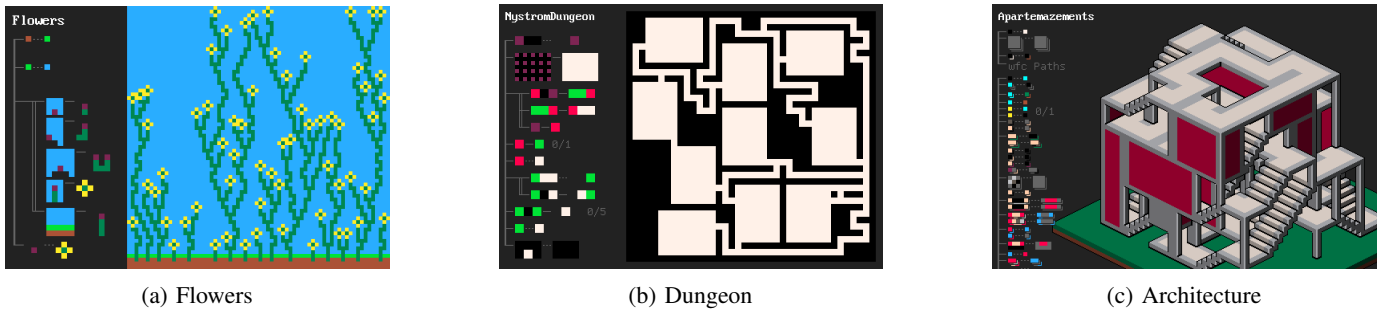 Flowers
NystromDungeon
0/1
0/5
Apartemazements
wfc Paths
0/1
(a) Flowers
(b) Dungeon
(c) Architecture